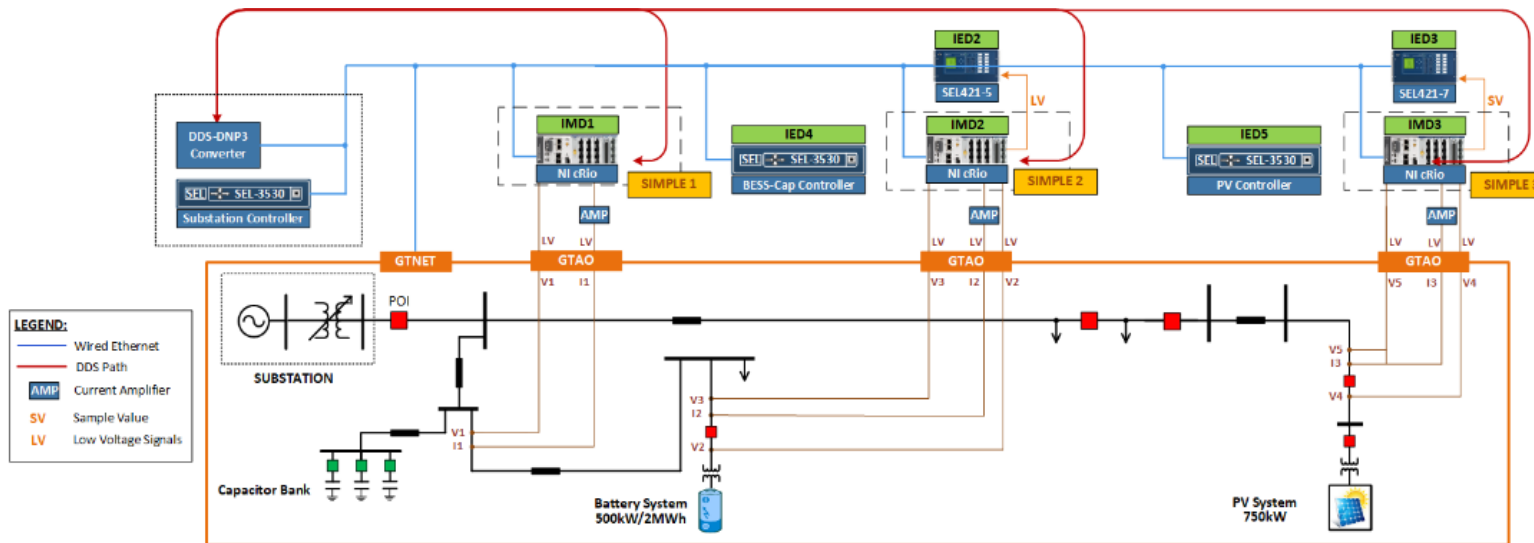 IED2
IED3
SEL421-5
SEL421-7
LV
SV
DDS-DNP3
Converter
SEL SEL-3530
Substation Controller
IMD1
NI cRio
SIMPLE 1
IED4
SEL SEL-3530
BESS-Cap Controller
IMD2
NI cRio
SIMPLE 2
IED5
SEL SEL-3530
PV Controller
IMD3
NI cRio
SIMPLE 3
AMP
AMP
AMP
LV LV
LV LV LV
LV LV LV
GTNET
GTAO
GTAO
GTAO
V1 I1
V3 I2 V2
V5 I3 V4
POI
SUBSTATION
LEGEND:
Wired Ethernet
DDS Path
AMP Current Amplifier
SV Sample Value
LV Low Voltage Signals
V1
I1
V3
I2
V2
V5
I3
V4
Capacitor Bank
Battery System
500kW/2MWh
PV System
750kW